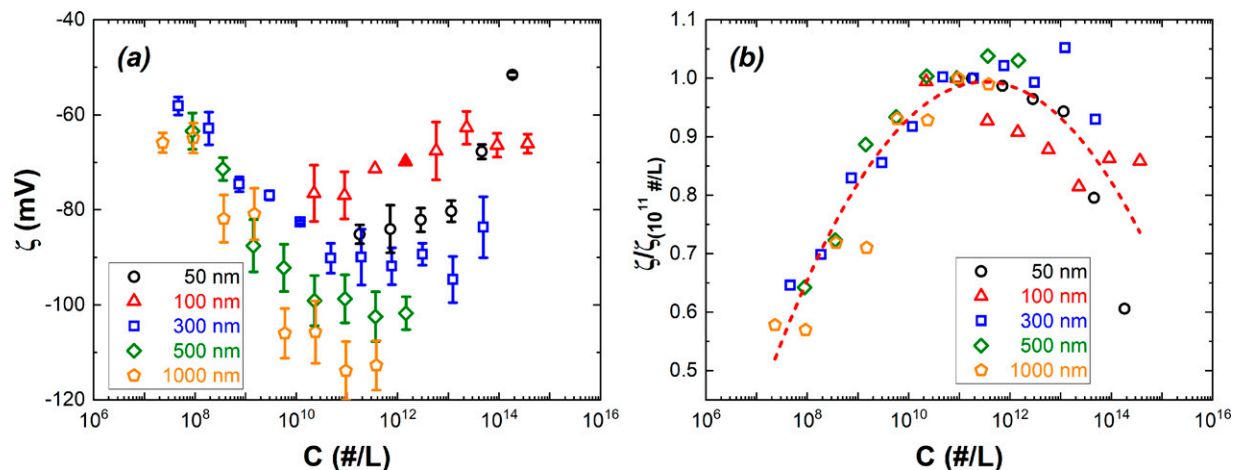 (a)
-40
-60
-80
-100
-120
ζ (mV)
50 nm
100 nm
300 nm
500 nm
1000 nm
10^6 10^8 10^10 10^12 10^14 10^16
C (#/L)
(b)
1.1
1.0
0.9
0.8
0.7
0.6
0.5
ζ/ζ(10^11 #/L)
50 nm
100 nm
300 nm
500 nm
1000 nm
10^6 10^8 10^10 10^12 10^14 10^16
C (#/L)